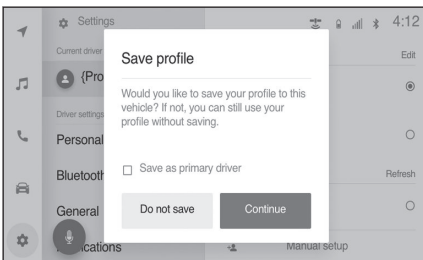 Settings
4:12
Current driver
Edit
{Pro
Save profile
Would you like to save your profile to this
vehicle? If not, you can still use your
profile without saving.
Driver settings
Personal
Bluetooth
Refresh
Save as primary driver
General
Do not save
Continue
ications
Manual setup